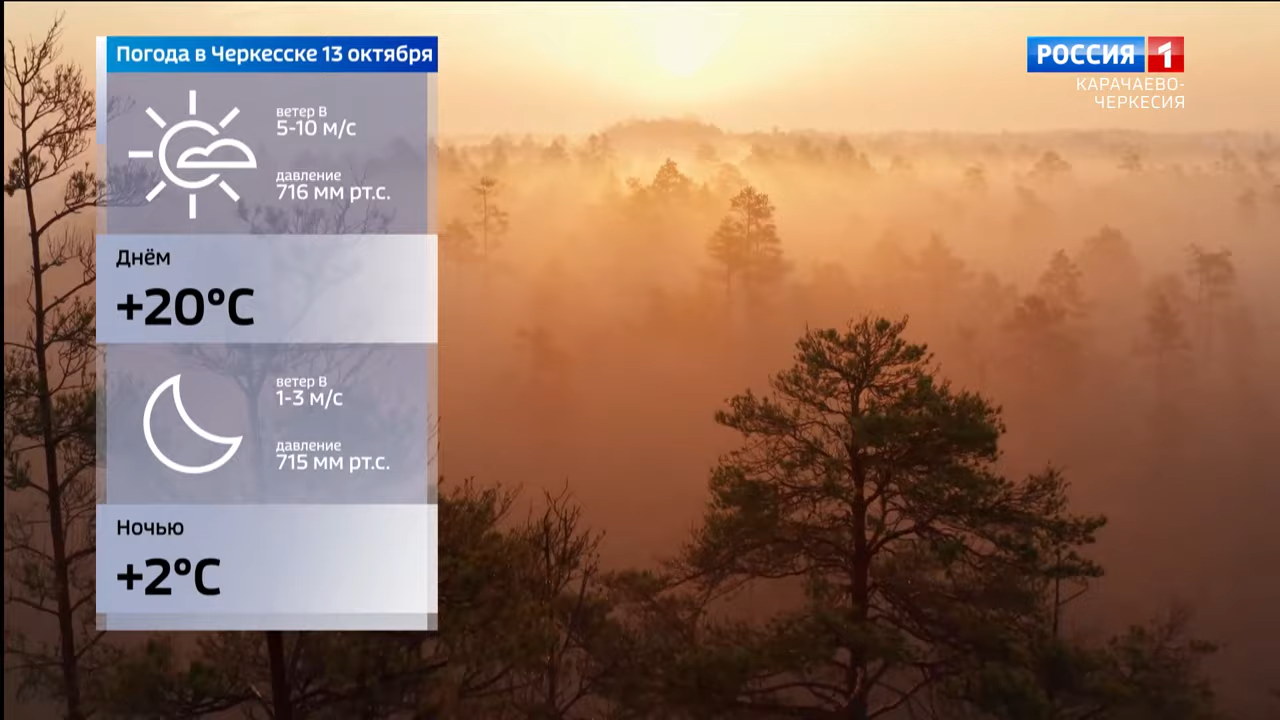 Погода в Черкесске 13 октября
ветер В
5-10 м/с
давление
716 мм рт.с.
Днём
+20°C
ветер В
1-3 м/с
давление
715 мм рт.с.
Ночью
+2°C
РОССИЯ 1
КАРАЧАЕВО-
ЧЕРКЕСИЯ